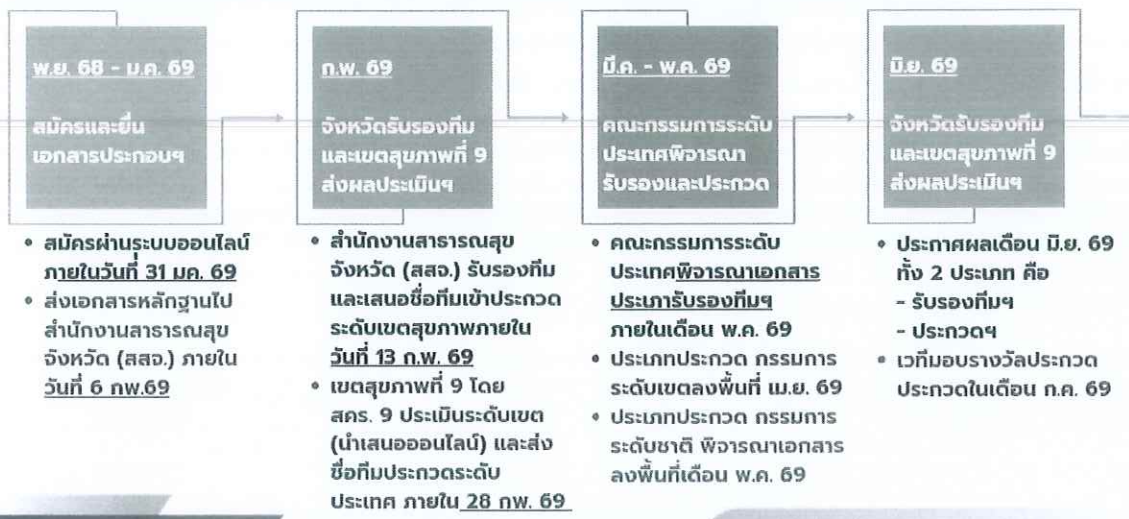 พ.ย. 68 - ม.ค. 69
สมัครและยื่น
เอกสารประกอบฯ
ก.พ. 69
จังหวัดรับรองทีม
และเขตสุขภาพที่ 9
ส่งผลประเมินฯ
มี.ค. - พ.ค. 69
คณะกรรมการระดับ
ประเทศพิจารณา
รับรองและประกวด
มิ.ย. 69
จังหวัดรับรองทีม
และเขตสุขภาพที่ 9
ส่งผลประเมินฯ
• สมัครผ่านระบบออนไลน์
ภายในวันที่ 31 มค. 69
• ส่งเอกสารหลักฐานไป
สำนักงานสาธารณสุข
จังหวัด (สสจ.) ภายใน
วันที่ 6 กพ.69
• สำนักงานสาธารณสุข
จังหวัด (สสจ.) รับรองทีม
และเสนอชื่อทีมเข้าประกวด
ระดับเขตสุขภาพภายใน
วันที่ 13 ก.พ. 69
• เขตสุขภาพที่ 9 โดย
สคร. 9 ประเมินระดับเขต
(นำเสนอออนไลน์) และส่ง
ชื่อทีมประกวดระดับ
ประเทศ ภายใน 28 กพ. 69
• คณะกรรมการระดับ
ประเทศพิจารณาเอกสาร
ประเภารับรองทีมฯ
ภายในเดือน พ.ค. 69
• ประเภทประกวด กรรมการ
ระดับเขตลงพื้นที่ เม.ย. 69
• ประเภทประกวด กรรมการ
ระดับชาติ พิจารณาเอกสาร
ลงพื้นที่เดือน พ.ค. 69
• ประกาศผลเดือน มิ.ย. 69
ทั้ง 2 ประเภท คือ
- รับรองทีมฯ
- ประกวดฯ
• เวทีมอบรางวัลประกวด
ประกวดในเดือน ก.ค. 69